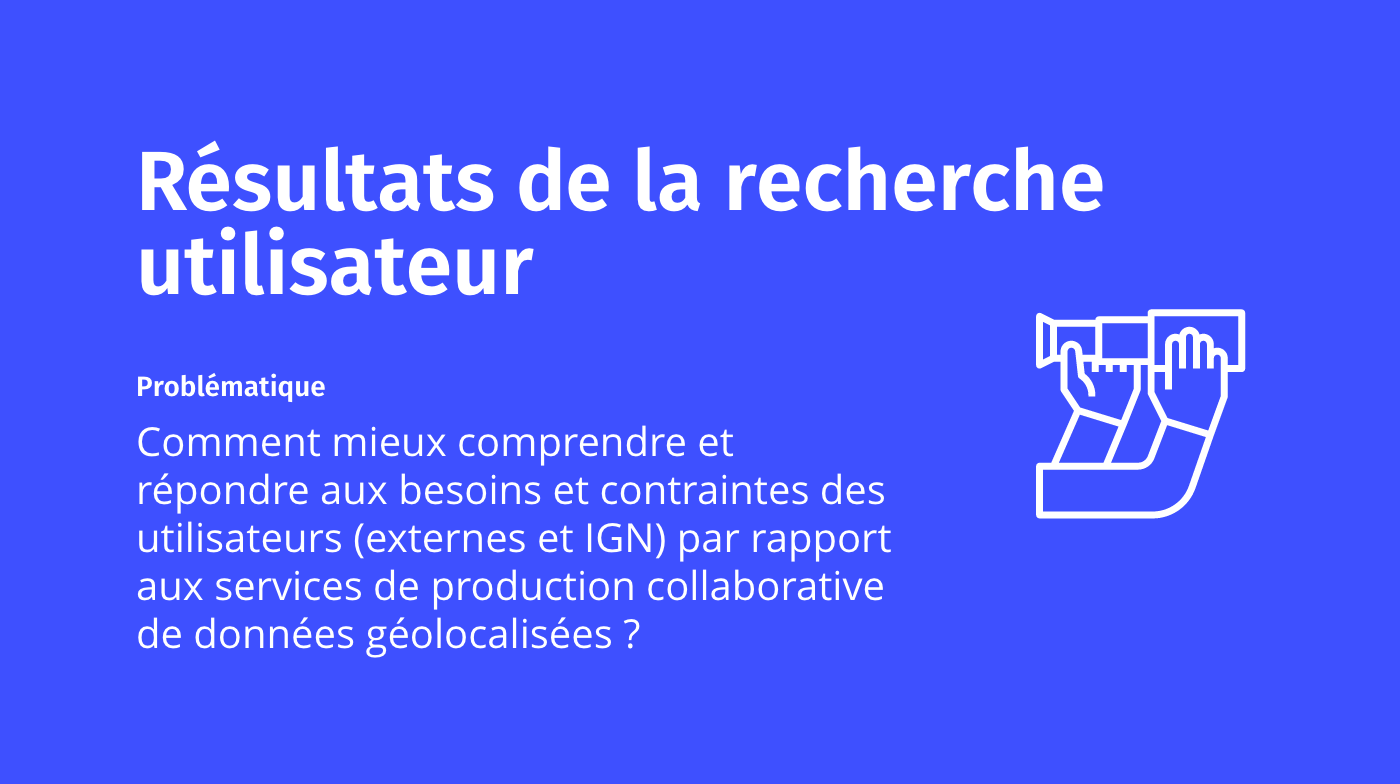 Résultats de la recherche
utilisateur
Problématique
Comment mieux comprendre et
répondre aux besoins et contraintes des
utilisateurs (externes et IGN) par rapport
aux services de production collaborative
de données géolocalisées ?